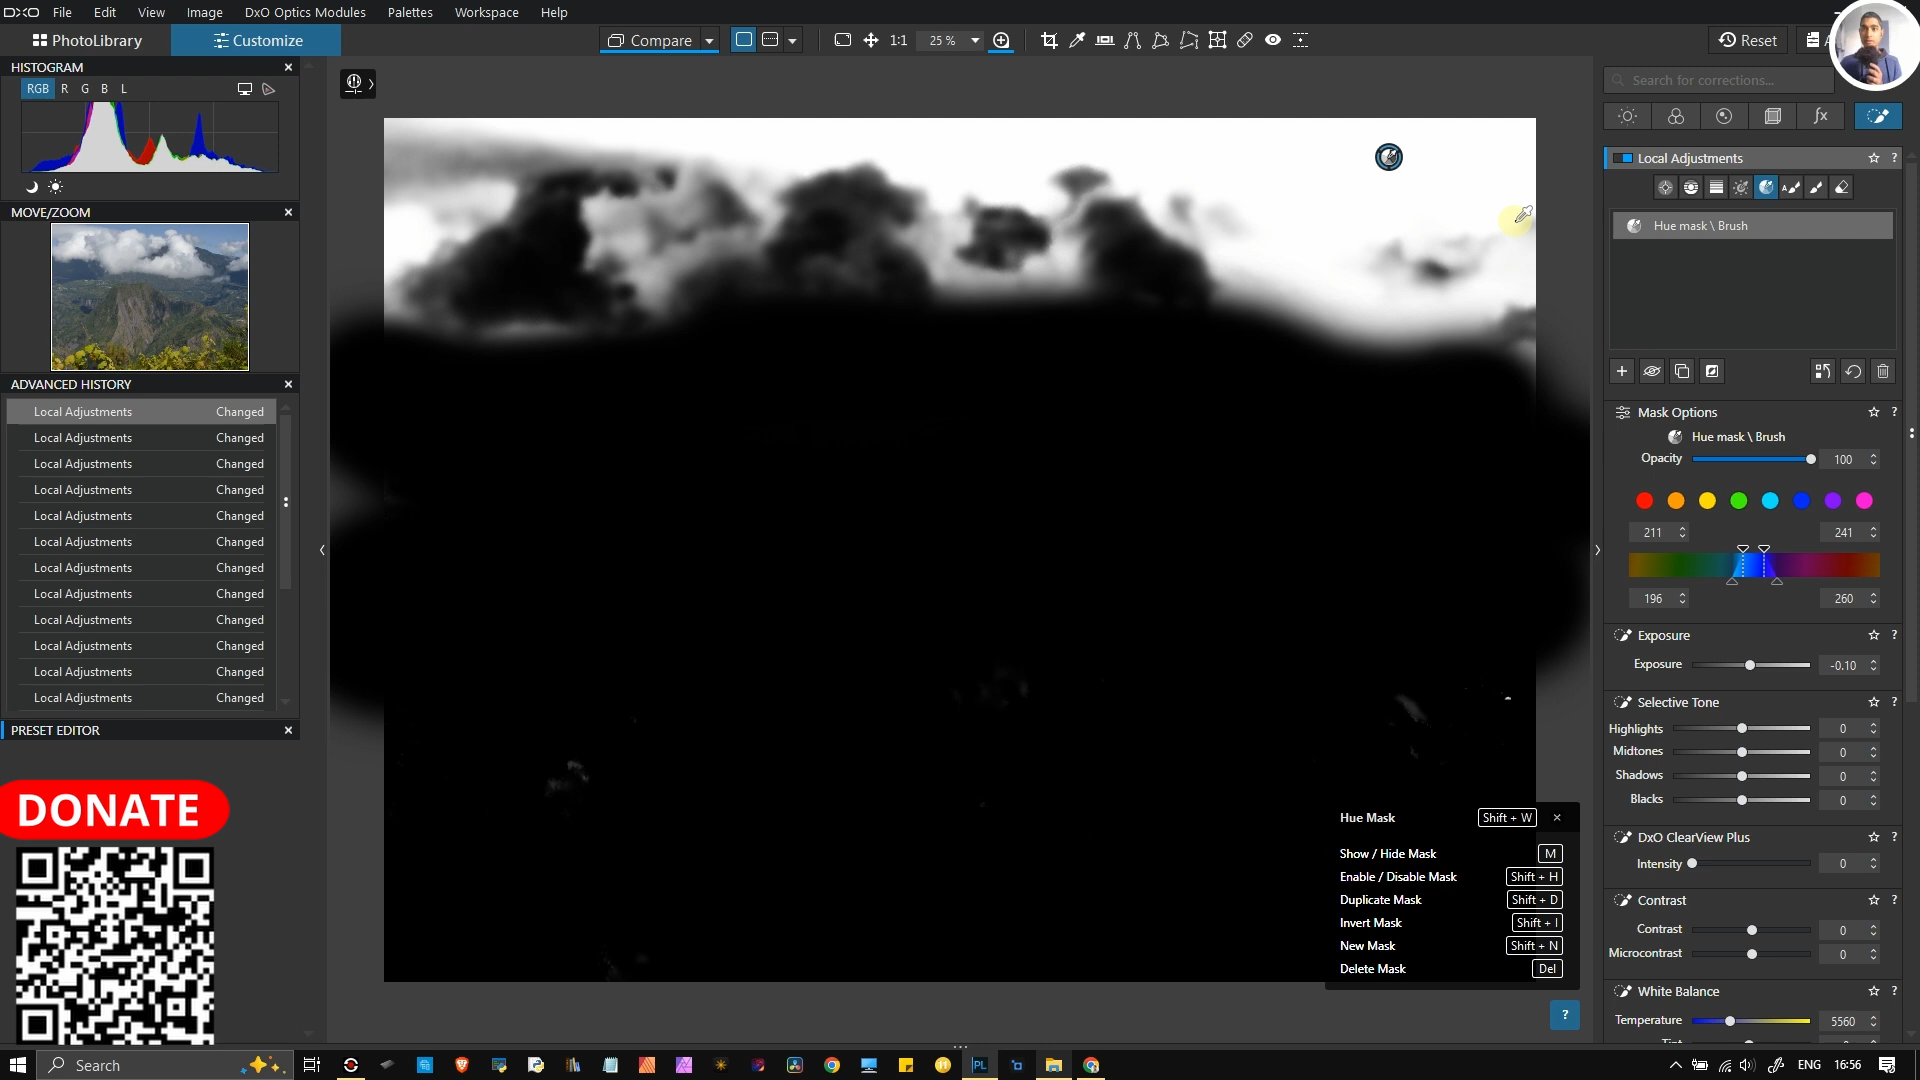 DXO File Edit View Image DxO Optics Modules Palettes Workspace Help
PhotoLibrary Customize Compare 1:1 25 % Reset
HISTOGRAM
RGB R G B L
MOVE/ZOOM
ADVANCED HISTORY
Local Adjustments Changed
Local Adjustments Changed
Local Adjustments Changed
Local Adjustments Changed
Local Adjustments Changed
Local Adjustments Changed
Local Adjustments Changed
Local Adjustments Changed
Local Adjustments Changed
Local Adjustments Changed
Local Adjustments Changed
Local Adjustments Changed
PRESET EDITOR
DONATE
Hue Mask Shift + W
Show / Hide Mask M
Enable / Disable Mask Shift + H
Duplicate Mask Shift + D
Invert Mask Shift + I
New Mask Shift + N
Delete Mask Del
?
Search for corrections...
fx
Local Adjustments ?
Hue mask \ Brush
Mask Options ?
Hue mask \ Brush
Opacity 100
211 241
196 260
Exposure ?
Exposure -0.10
Selective Tone ?
Highlights 0
Midtones 0
Shadows 0
Blacks 0
DxO ClearView Plus ?
Intensity 0
Contrast ?
Contrast 0
Microcontrast 0
White Balance ?
Temperature 5560
Search PL ENG 16:56